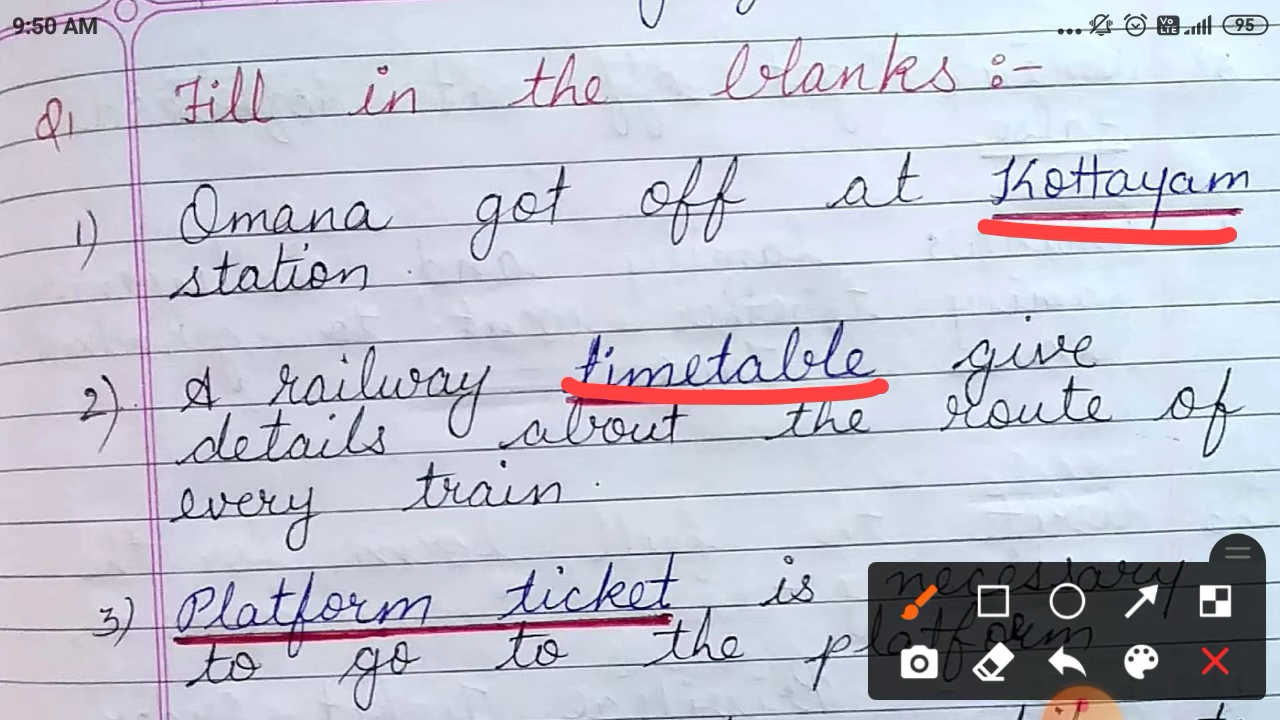 9:50 AM
95
Q1 Fill in the blanks :-
1) Omana got off at Kottayam
station.
2) A railway timetable give
details about the route of
every train.
3) Platform ticket is necessary
to go to the platform